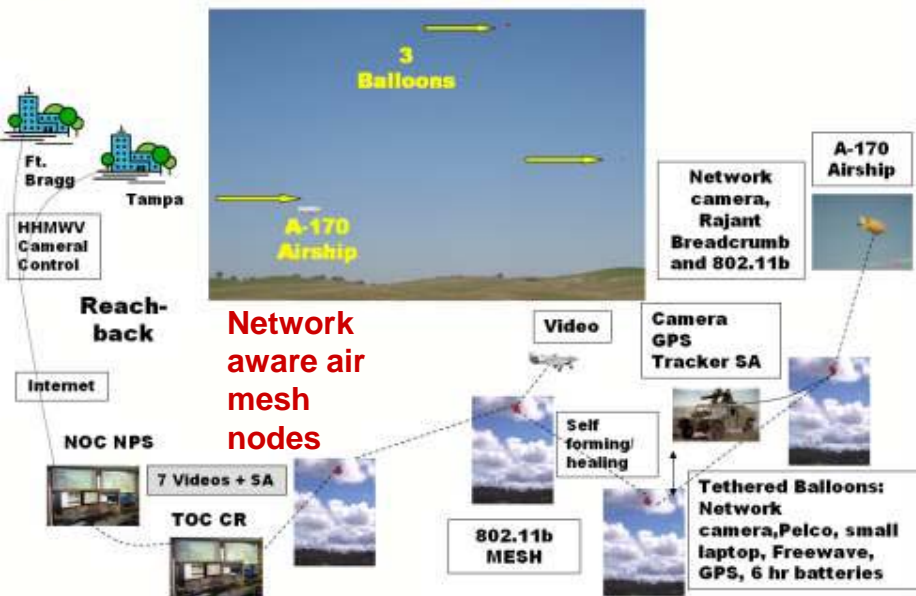 3
Balloons
A-170
Airship
Ft.
Bragg
Tampa
HHMWV
Cameral
Control
Reach-
back
Internet
NOC NPS
7 Videos + SA
TOC CR
Network
aware air
mesh
nodes
Video
802.11b
MESH
Self
forming/
healing
Camera
GPS
Tracker SA
Network
camera,
Rajant
Breadcrumb
and 802.11b
A-170
Airship
Tethered Balloons:
Network
camera,Pelco, small
laptop, Freewave,
GPS, 6 hr batteries